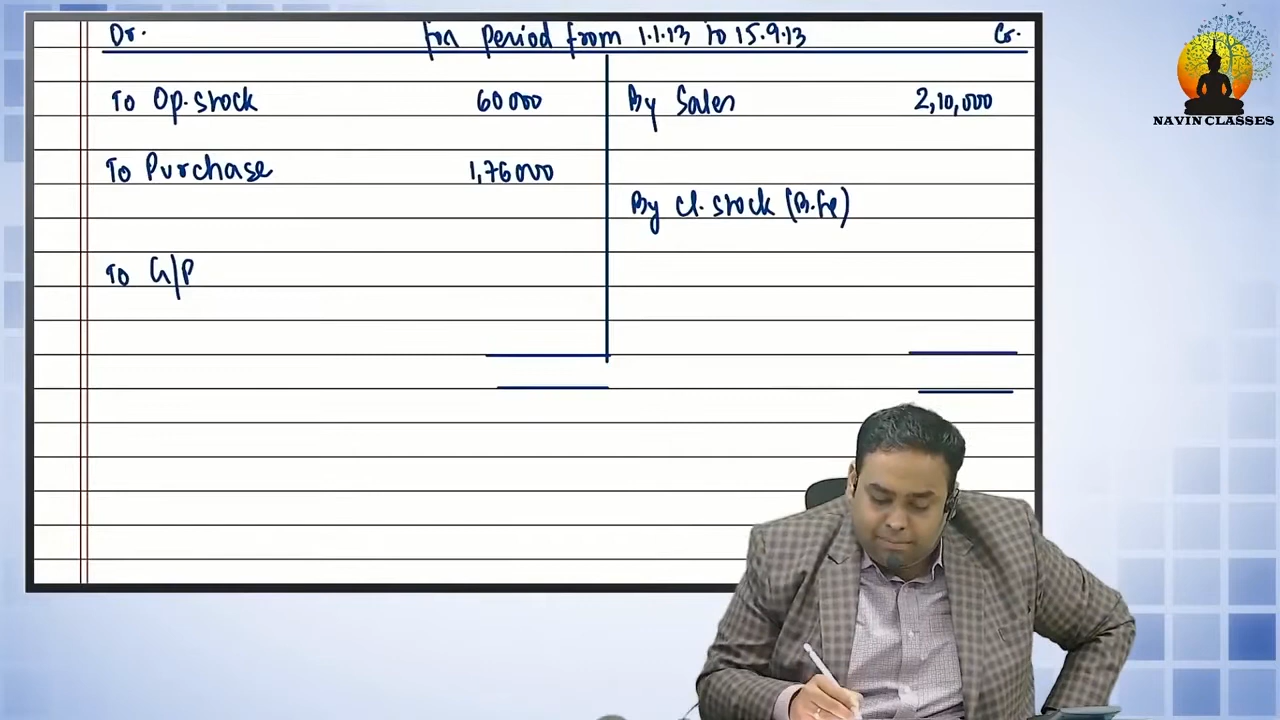 Dr. for period from 1.1.13 to 15.9.13 Cr.
To Op. stock 60000 By Sales 2,10,000
To Purchase 1,76000
By Cl. stock (B.fe)
To G/P
NAVIN CLASSES